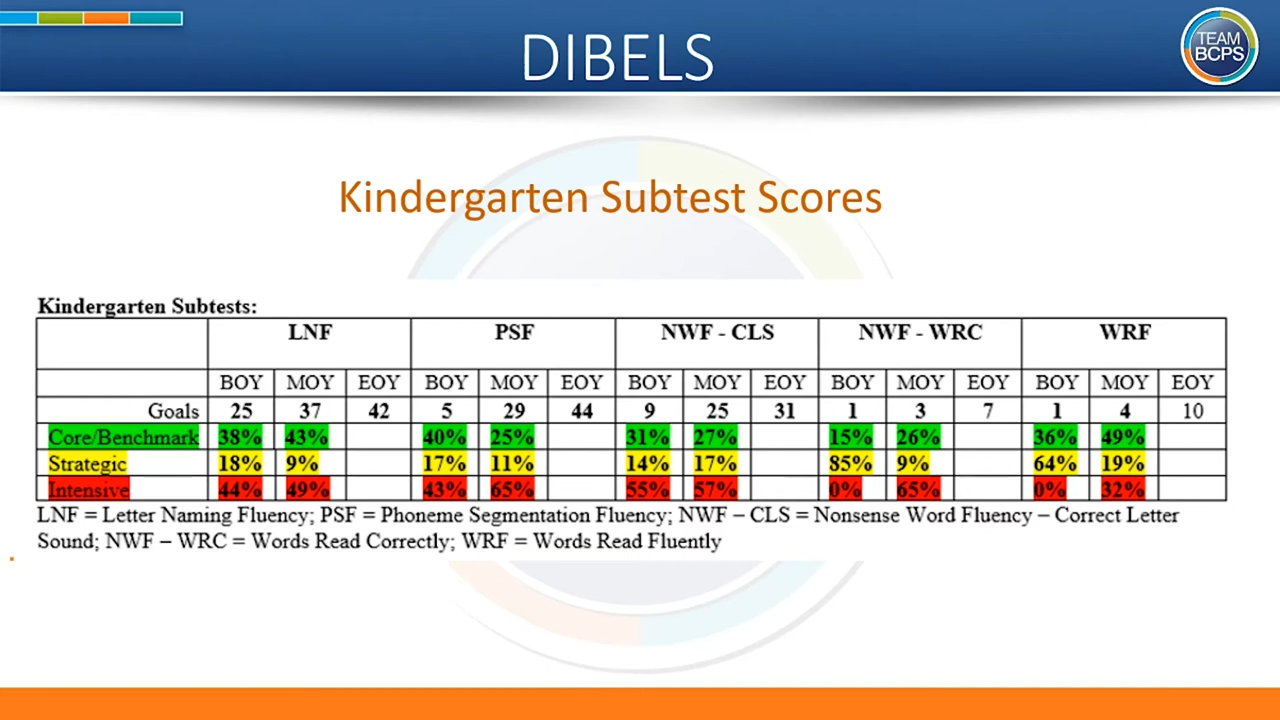 DIBELS
TEAM
BCPS
Kindergarten Subtest Scores
Kindergarten Subtests:
LNF PSF NWF - CLS NWF - WRC WRF
BOY MOY EOY BOY MOY EOY BOY MOY EOY BOY MOY EOY BOY MOY EOY
Goals 25 37 42 5 29 44 9 25 31 1 3 7 1 4 10
Core/Benchmark 38% 43% 40% 25% 31% 27% 15% 26% 36% 49%
Strategic 18% 9% 17% 11% 14% 17% 85% 9% 64% 19%
Intensive 44% 49% 43% 65% 55% 57% 0% 65% 0% 32%
LNF = Letter Naming Fluency; PSF = Phoneme Segmentation Fluency; NWF – CLS = Nonsense Word Fluency – Correct Letter
Sound; NWF – WRC = Words Read Correctly; WRF = Words Read Fluently